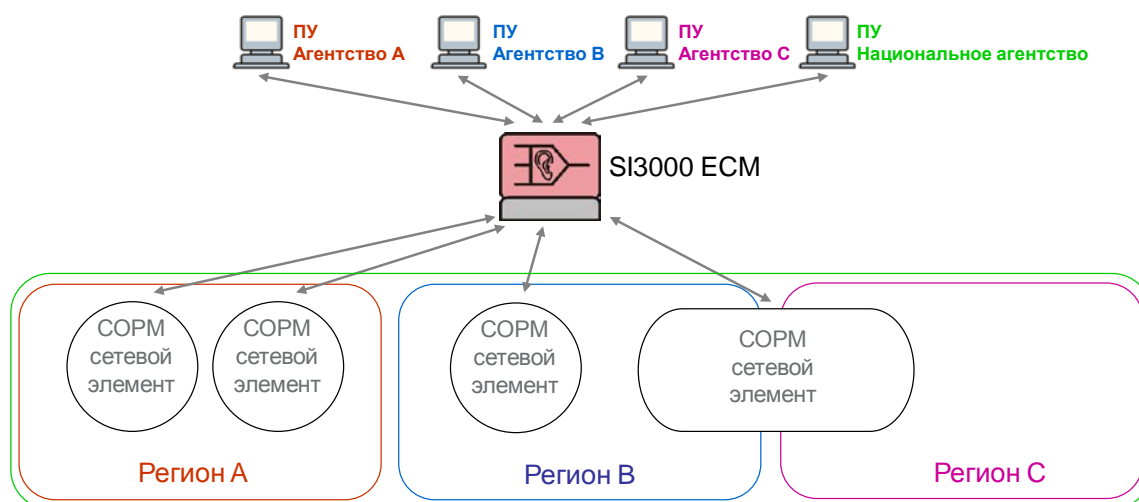 ПУ
Агентство А
ПУ
Агентство В
ПУ
Агентство С
ПУ
Национальное агентство
SI3000 ECM
СОРМ
сетевой
элемент
СОРМ
сетевой
элемент
СОРМ
сетевой
элемент
СОРМ
сетевой
элемент
Регион А
Регион В
Регион С